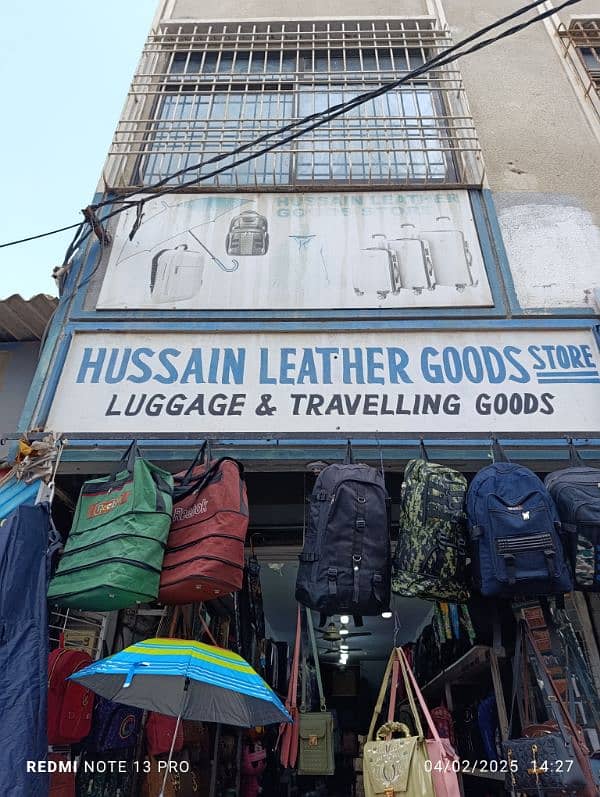 HUSSAIN LEATHER
GOODS STORE
HUSSAIN LEATHER GOODS STORE
LUGGAGE & TRAVELLING GOODS
Reebok
REDMI NOTE 13 PRO
04/02/2025 14:27